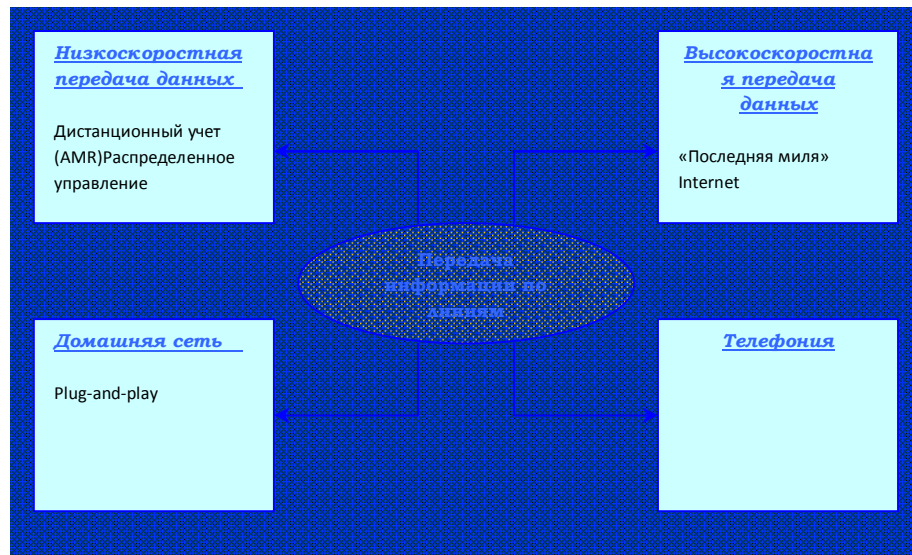 Низкоскоростная
передача данных
Дистанционный учет
(AMR)Распределенное
управление
Высокоскоростна
я передача
данных
«Последняя миля»
Internet
Передача
информации по
линиям
Домашняя сеть
Plug-and-play
Телефония